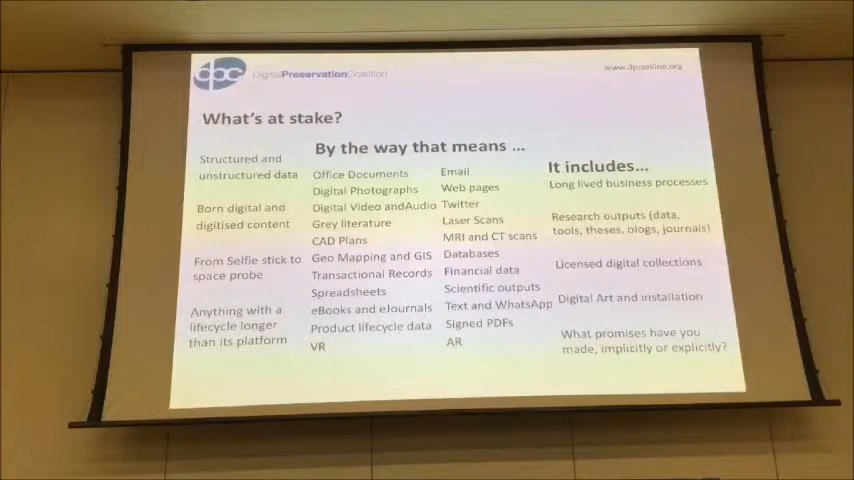 dpc DigitalPreservationCoalition
www.dpconline.org
What's at stake?
Structured and
unstructured data
Born digital and
digitised content
From Selfie stick to
space probe
Anything with a
lifecycle longer
than its platform
By the way that means ...
Office Documents
Digital Photographs
Digital Video andAudio
Grey literature
CAD Plans
Geo Mapping and GIS
Transactional Records
Spreadsheets
eBooks and eJournals
Product lifecycle data
VR
Email
Web pages
Twitter
Laser Scans
MRI and CT scans
Databases
Financial data
Scientific outputs
Text and WhatsApp
Signed PDFs
AR
It includes...
Long lived business processes
Research outputs (data,
tools, theses, blogs, journals)
Licensed digital collections
Digital Art and installation
What promises have you
made, implicitly or explicitly?